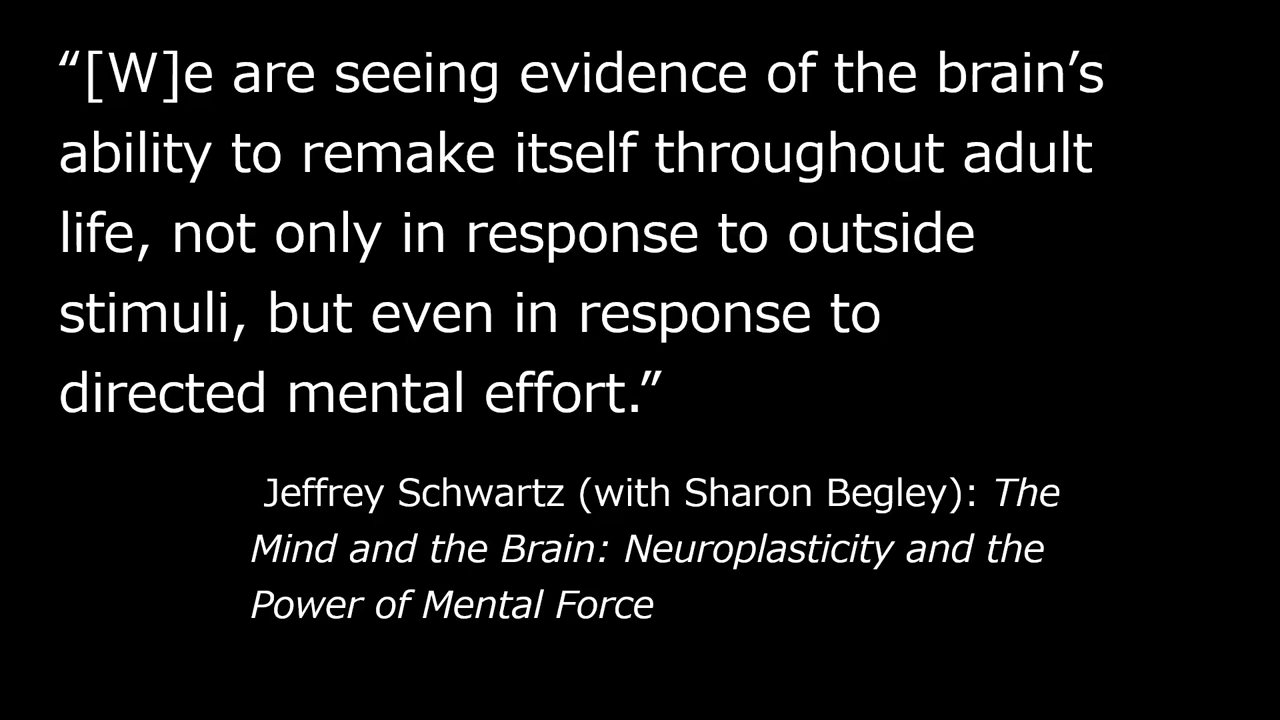 “[W]e are seeing evidence of the brain’s
ability to remake itself throughout adult
life, not only in response to outside
stimuli, but even in response to
directed mental effort.”
Jeffrey Schwartz (with Sharon Begley): The
Mind and the Brain: Neuroplasticity and the
Power of Mental Force